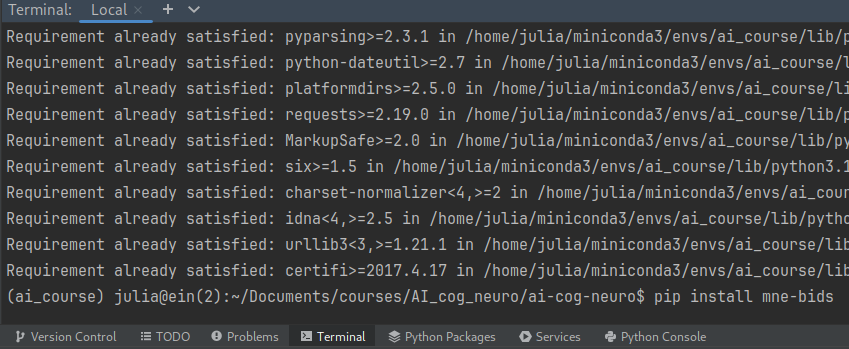 Terminal: Local × +
Requirement already satisfied: pyparsing>=2.3.1 in /home/julia/miniconda3/envs/ai_course/lib/p
Requirement already satisfied: python-dateutil>=2.7 in /home/julia/miniconda3/envs/ai_course/l
Requirement already satisfied: platformdirs>=2.5.0 in /home/julia/miniconda3/envs/ai_course/li
Requirement already satisfied: requests>=2.19.0 in /home/julia/miniconda3/envs/ai_course/lib/p
Requirement already satisfied: MarkupSafe>=2.0 in /home/julia/miniconda3/envs/ai_course/lib/py
Requirement already satisfied: six>=1.5 in /home/julia/miniconda3/envs/ai_course/lib/python3.1
Requirement already satisfied: charset-normalizer<4,>=2 in /home/julia/miniconda3/envs/ai_cour
Requirement already satisfied: idna<4,>=2.5 in /home/julia/miniconda3/envs/ai_course/lib/pytho
Requirement already satisfied: urllib3<3,>=1.21.1 in /home/julia/miniconda3/envs/ai_course/lib
Requirement already satisfied: certifi>=2017.4.17 in /home/julia/miniconda3/envs/ai_course/lib
(ai_course) julia@ein(2):~/Documents/courses/AI_cog_neuro/ai-cog-neuro$ pip install mne-bids
Version Control TODO Problems Terminal Python Packages Services Python Console